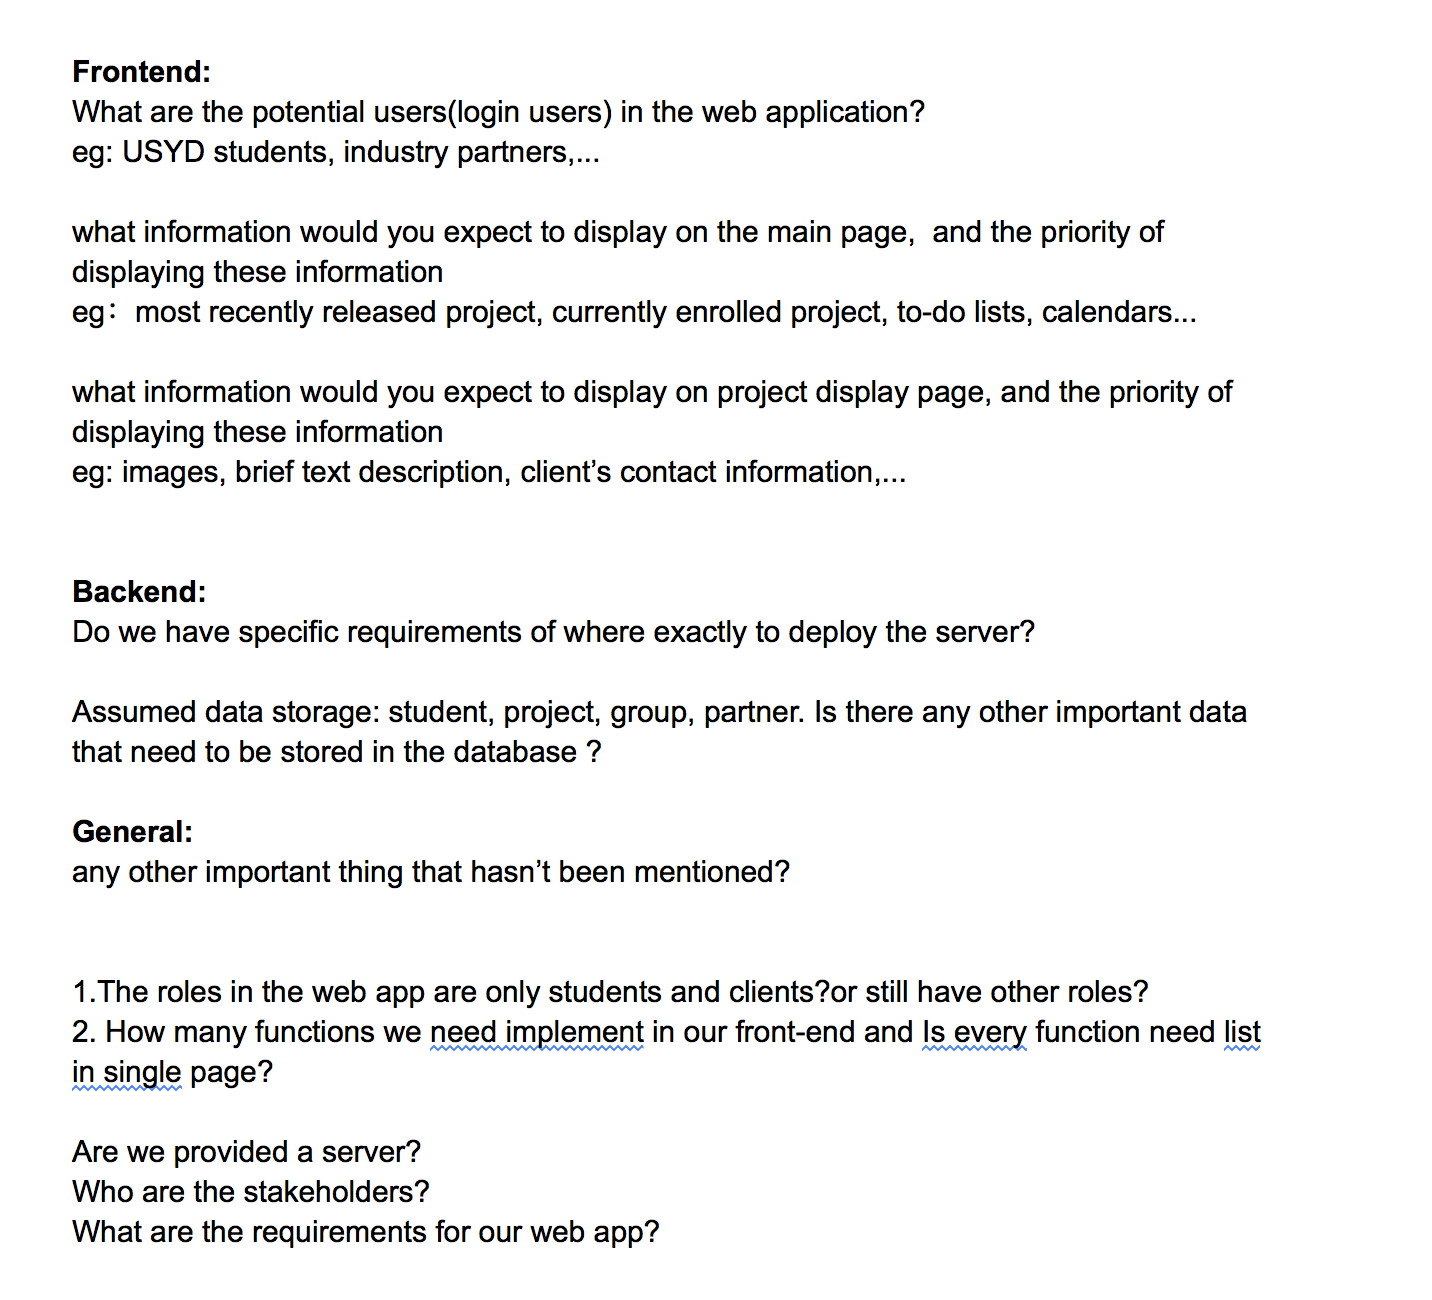 Frontend:
What are the potential users(login users) in the web application?
eg: USYD students, industry partners,...
what information would you expect to display on the main page,  and the priority of
displaying these information
eg： most recently released project, currently enrolled project, to-do lists, calendars...
what information would you expect to display on project display page, and the priority of
displaying these information
eg: images, brief text description, client’s contact information,...
Backend:
Do we have specific requirements of where exactly to deploy the server?
Assumed data storage: student, project, group, partner. Is there any other important data
that need to be stored in the database ?
General:
any other important thing that hasn’t been mentioned?
1.The roles in the web app are only students and clients?or still have other roles?
2. How many functions we need implement in our front-end and Is every function need list
in single page?
Are we provided a server?
Who are the stakeholders?
What are the requirements for our web app?